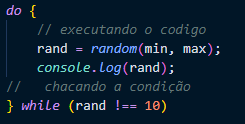 do {
    // executando o codigo
    rand = random(min, max);
    console.log(rand);
//   chacando a condição
} while (rand !== 10)